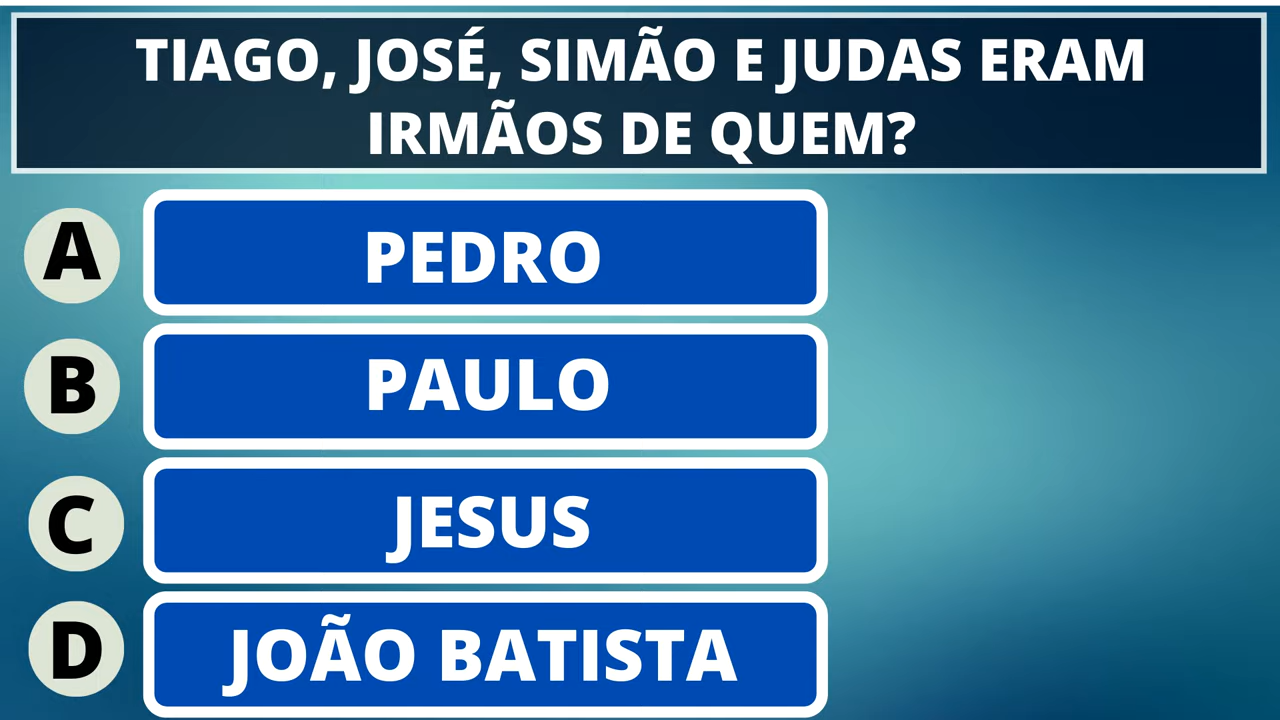 TIAGO, JOSÉ, SIMÃO E JUDAS ERAM
IRMÃOS DE QUEM?
A PEDRO
B PAULO
C JESUS
D JOÃO BATISTA